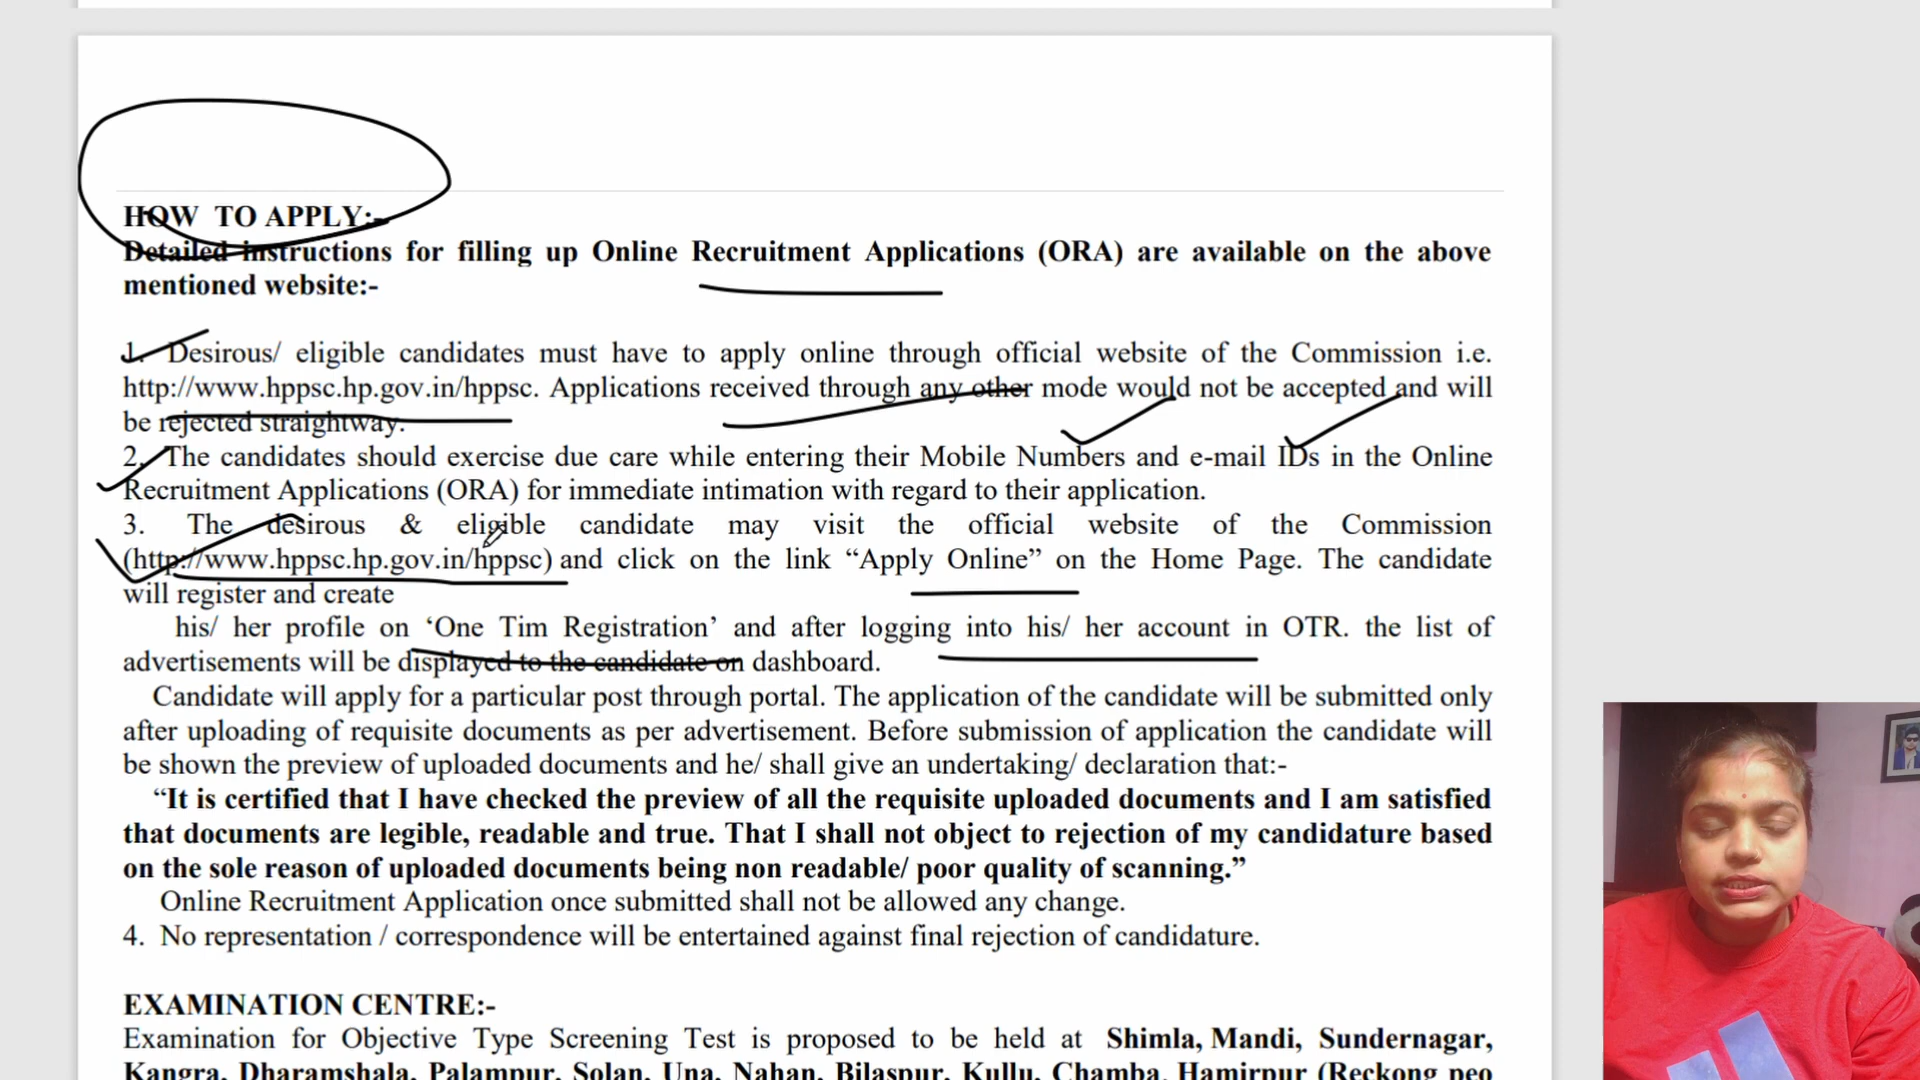 HOW TO APPLY:-
Detailed instructions for filling up Online Recruitment Applications (ORA) are available on the above
mentioned website:-
1. Desirous/ eligible candidates must have to apply online through official website of the Commission i.e.
http://www.hppsc.hp.gov.in/hppsc. Applications received through any other mode would not be accepted and will
be rejected straightway.
2. The candidates should exercise due care while entering their Mobile Numbers and e-mail IDs in the Online
Recruitment Applications (ORA) for immediate intimation with regard to their application.
3. The desirous & eligible candidate may visit the official website of the Commission
(http://www.hppsc.hp.gov.in/hppsc) and click on the link “Apply Online” on the Home Page. The candidate
will register and create
his/ her profile on ‘One Tim Registration’ and after logging into his/ her account in OTR. the list of
advertisements will be displayed to the candidate on dashboard.
Candidate will apply for a particular post through portal. The application of the candidate will be submitted only
after uploading of requisite documents as per advertisement. Before submission of application the candidate will
be shown the preview of uploaded documents and he/ shall give an undertaking/ declaration that:-
“It is certified that I have checked the preview of all the requisite uploaded documents and I am satisfied
that documents are legible, readable and true. That I shall not object to rejection of my candidature based
on the sole reason of uploaded documents being non readable/ poor quality of scanning.”
Online Recruitment Application once submitted shall not be allowed any change.
4. No representation / correspondence will be entertained against final rejection of candidature.
EXAMINATION CENTRE:-
Examination for Objective Type Screening Test is proposed to be held at Shimla, Mandi, Sundernagar,
Kangra, Dharamshala, Palampur, Solan, Una, Nahan, Bilaspur, Kullu, Chamba, Hamirpur (Reckong peo